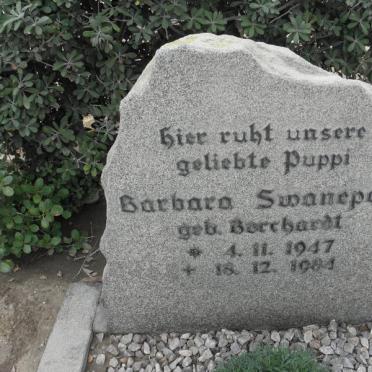 Hier ruht unsere
geliebte Puppi
Barbara Swanepo
geb. Borchardt
* 4. 11. 1947
+ 18. 12. 1984